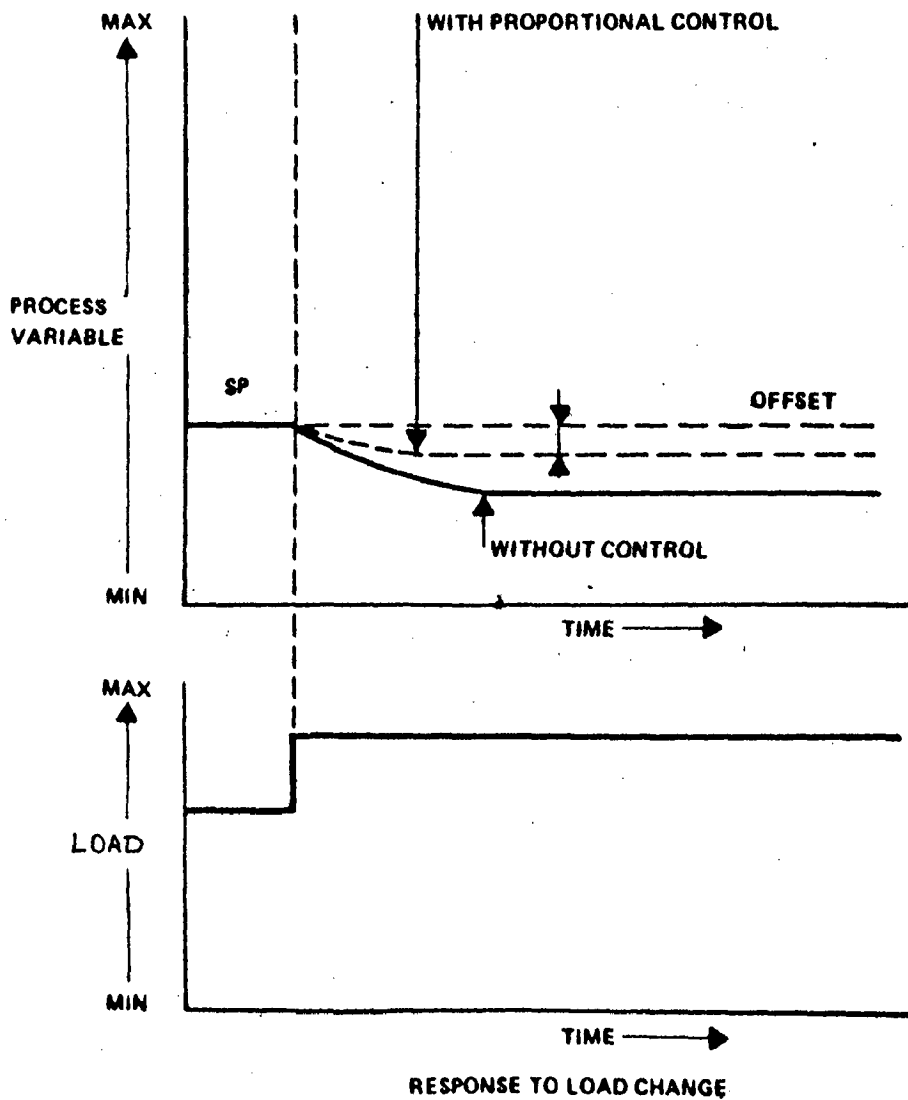 MAX
WITH PROPORTIONAL CONTROL
PROCESS
VARIABLE
SP
OFFSET
WITHOUT CONTROL
MIN
TIME
MAX
LOAD
MIN
TIME
RESPONSE TO LOAD CHANGE